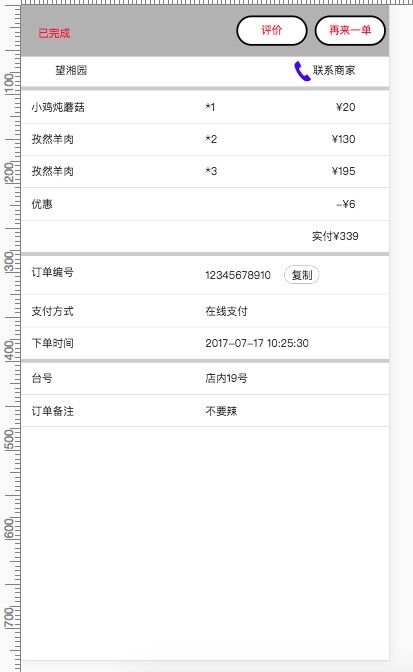 已完成 评价 再来一单
望湘园 联系商家
小鸡炖蘑菇 *1 ¥20
孜然羊肉 *2 ¥130
孜然羊肉 *3 ¥195
优惠 -¥6
实付¥339
订单编号 12345678910 复制
支付方式 在线支付
下单时间 2017-07-17 10:25:30
台号 店内19号
订单备注 不要辣
100
200
300
400
500
600
700